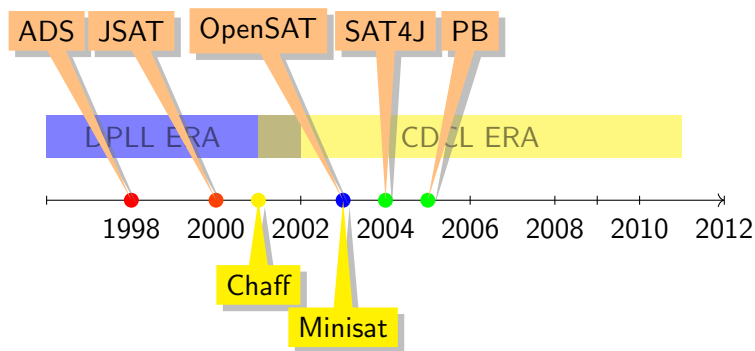 ADS JSAT OpenSAT SAT4J PB
DPLL ERA CDCL ERA
1998 2000 2002 2004 2006 2008 2010 2012
Chaff
Minisat